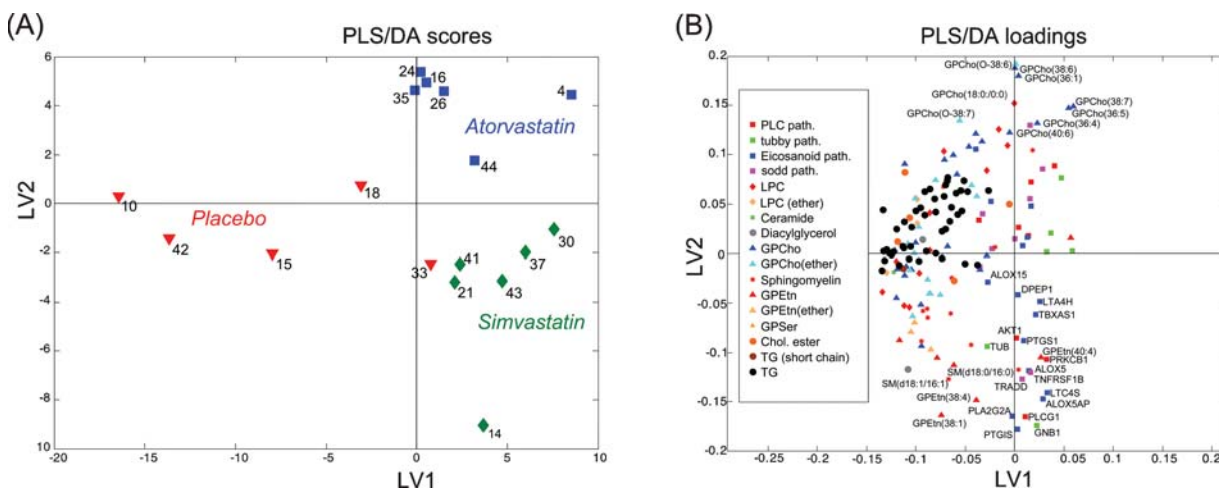 (A)
PLS/DA scores
6
4
2
0
-2
-4
-6
-8
10
-20
-15
-10
-5
0
5
10
LV2
LV1
24
16
35
26
4
Atorvastatin
44
18
10
Placebo
42
15
33
41
30
37
21
43
Simvastatin
14
(B)
PLS/DA loadings
0.2
0.15
0.1
0.05
0
-0.05
-0.1
-0.15
-0.2
-0.25
-0.2
-0.15
-0.1
-0.05
0
0.05
0.1
0.15
0.2
LV2
LV1
PLC path.
tubby path.
Eicosanoid path.
sodd path.
LPC
LPC (ether)
Ceramide
Diacylglycerol
GPCho
GPCho(ether)
Sphingomyelin
GPEtn
GPEtn(ether)
GPSer
Chol. ester
TG (short chain)
TG
GPCho(O-38:6)
GPCho(38:6)
GPCho(36:1)
GPCho(18:0/0:0)
GPCho(38:7)
GPCho(O-38:7)
GPCho(36:5)
GPCho(36:4)
GPCho(40:6)
ALOX15
DPEP1
LTA4H
TBXAS1
AKT1
PTGS1
TUB
GPEtn(40:4)
PRKCB1
SM(d18:0/16:0)
ALOX5
TNFRSF1B
SM(d18:1/16:1)
TRADD
GPEtn(38:4)
LTC4S
ALOX5AP
PLA2G2A
PLCG1
GPEtn(38:1)
GNB1
PTGIS